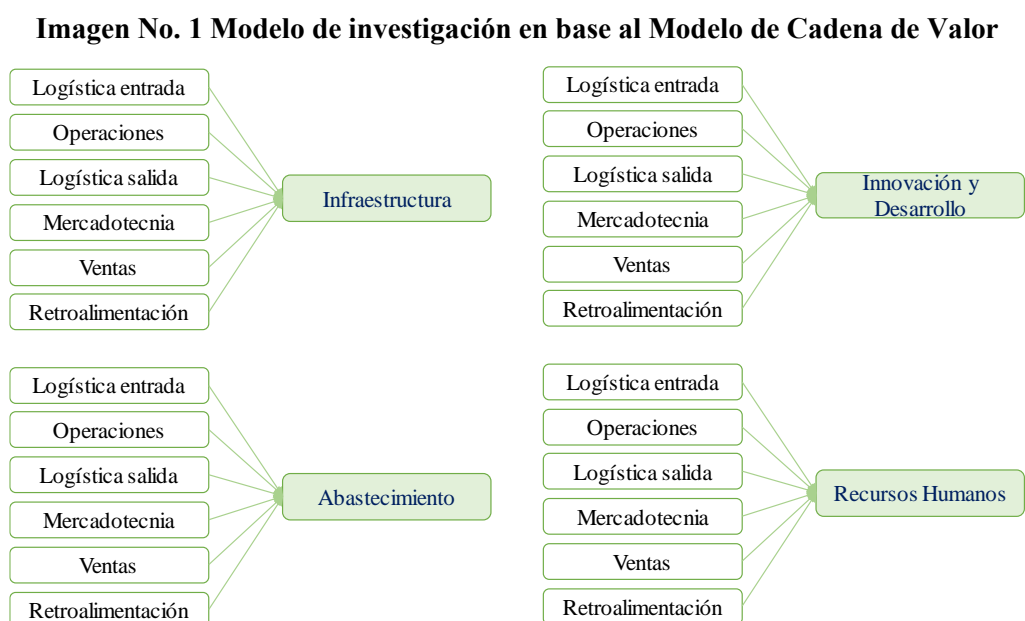 Imagen No. 1 Modelo de investigación en base al Modelo de Cadena de Valor
Logística entrada
Operaciones
Logística salida
Mercadotecnia
Ventas
Retroalimentación
Infraestructura
Logística entrada
Operaciones
Logística salida
Mercadotecnia
Ventas
Retroalimentación
Innovación y
Desarrollo
Logística entrada
Operaciones
Logística salida
Mercadotecnia
Ventas
Retroalimentación
Abastecimiento
Logística entrada
Operaciones
Logística salida
Mercadotecnia
Ventas
Retroalimentación
Recursos Humanos